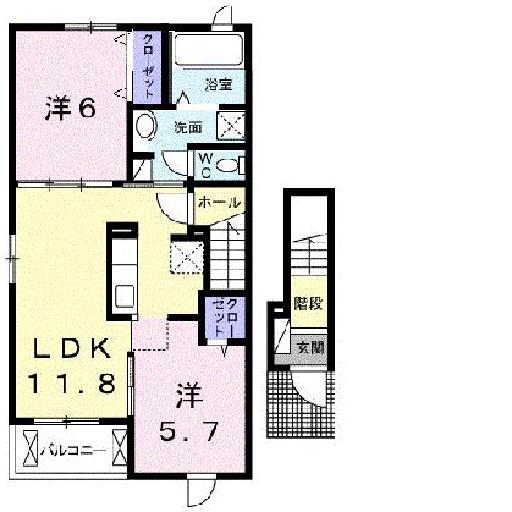 クローゼット
浴室
洋6
洗面
WC
ホール
階段
クローゼット
玄関
LDK
11.8
洋
5.7
バルコニー